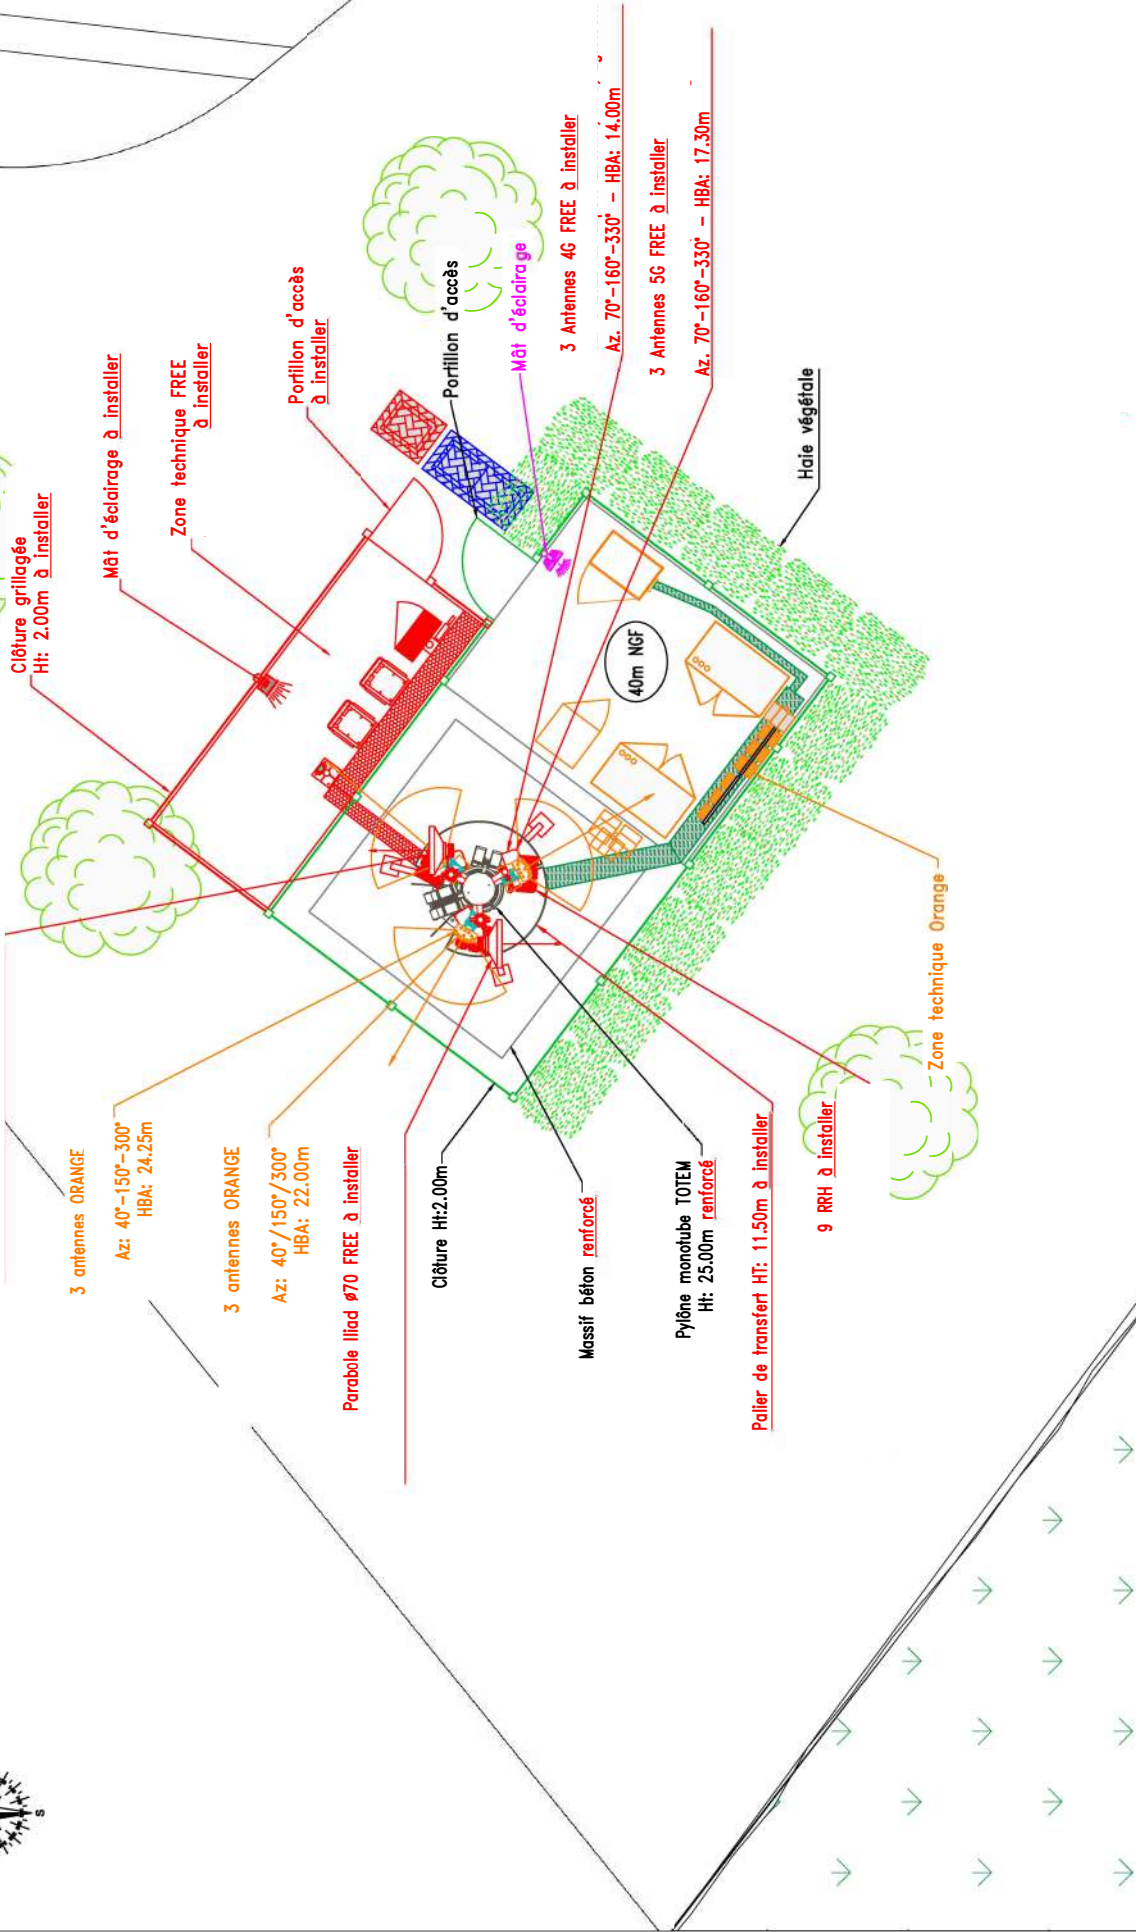 Clôture grillagée
Ht: 2.00m à installer
Mât d'éclairage à installer
Zone technique FREE
à installer
Portillon d'accès
à installer
Portillon d'accès
Mât d'éclairage
3 Antennes 4G FREE à installer
Az. 70°-160°-330° - HBA: 14.00m
3 Antennes 5G FREE à installer
Az. 70°-160°-330° - HBA: 17.30m
Haie végétale
40m NGF
3 antennes ORANGE
Az: 40°-150°-300°
HBA: 24.25m
3 antennes ORANGE
Az: 40°/150°/300°
HBA: 22.00m
Parabole Iliad ø70 FREE à installer
Clôture Ht:2.00m
Massif béton renforcé
Pylône monotube TOTEM
Ht: 25.00m renforcé
Palier de transfert HT: 11.50m à installer
9 RRH à installer
Zone technique Orange
S